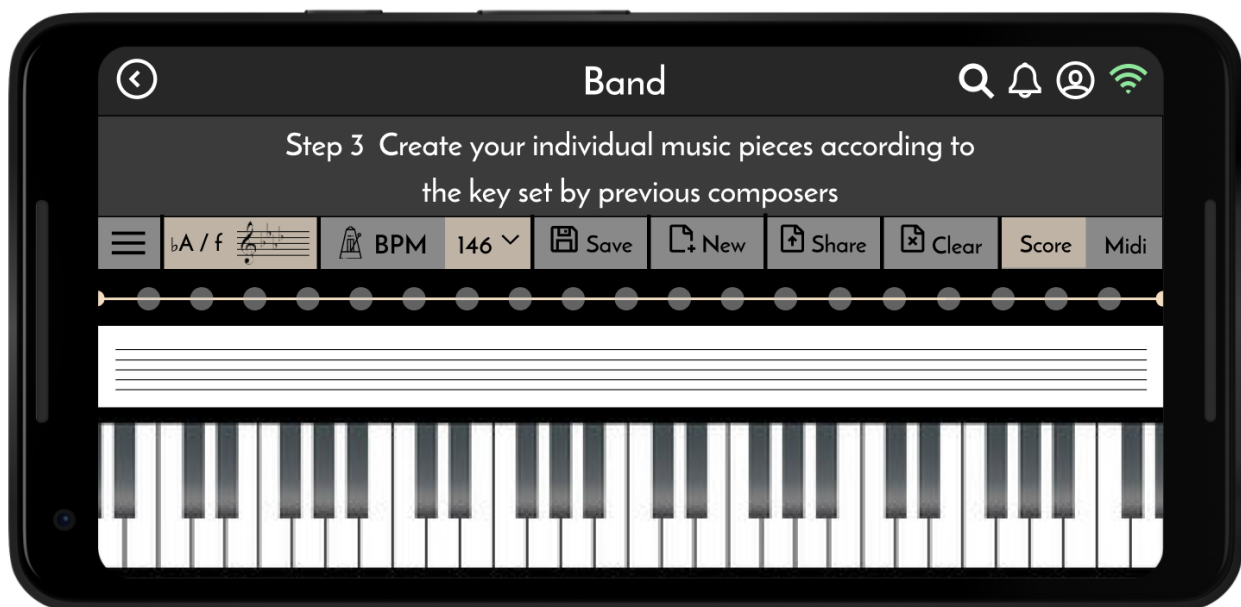 Band
Step 3 Create your individual music pieces according to
the key set by previous composers
♭A / f BPM 146 Save New Share Clear Score Midi